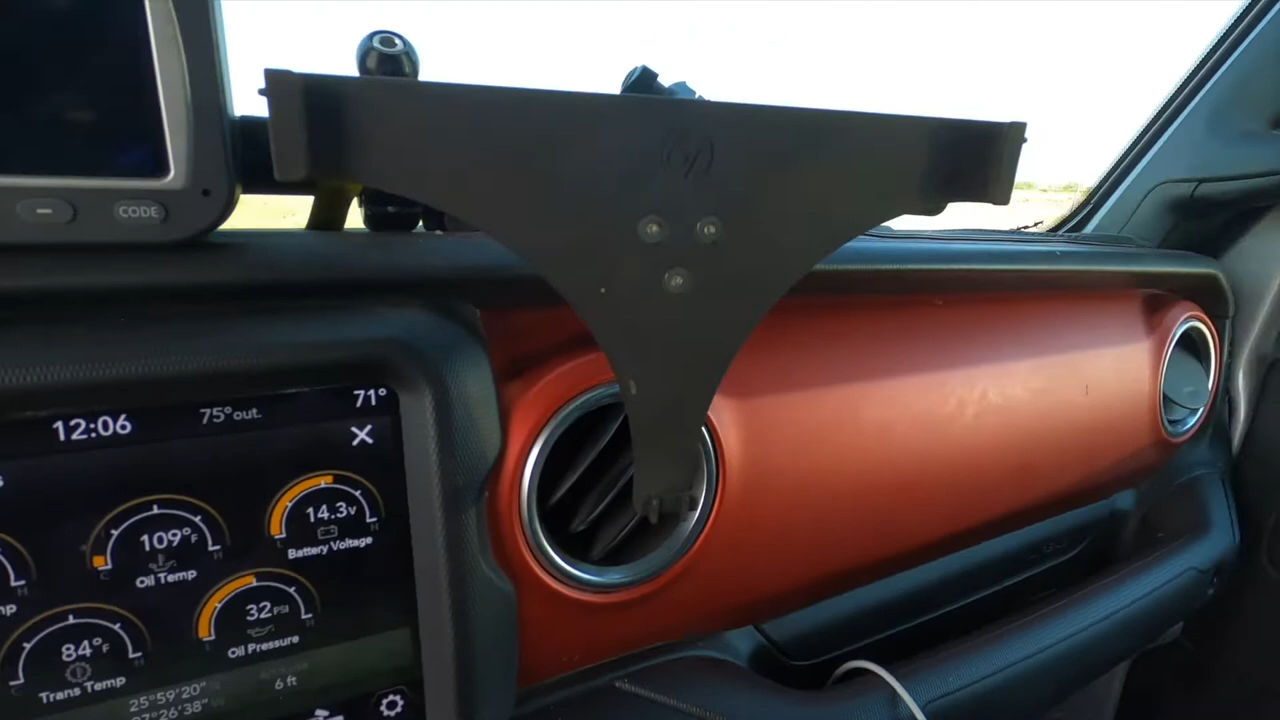 CODE
12:06
75°out.
71°
109°F
C H
Oil Temp
14.3v
H
Battery Voltage
84°F
H
Trans Temp
32PSI
H
Oil Pressure
25°59'20"
6 ft